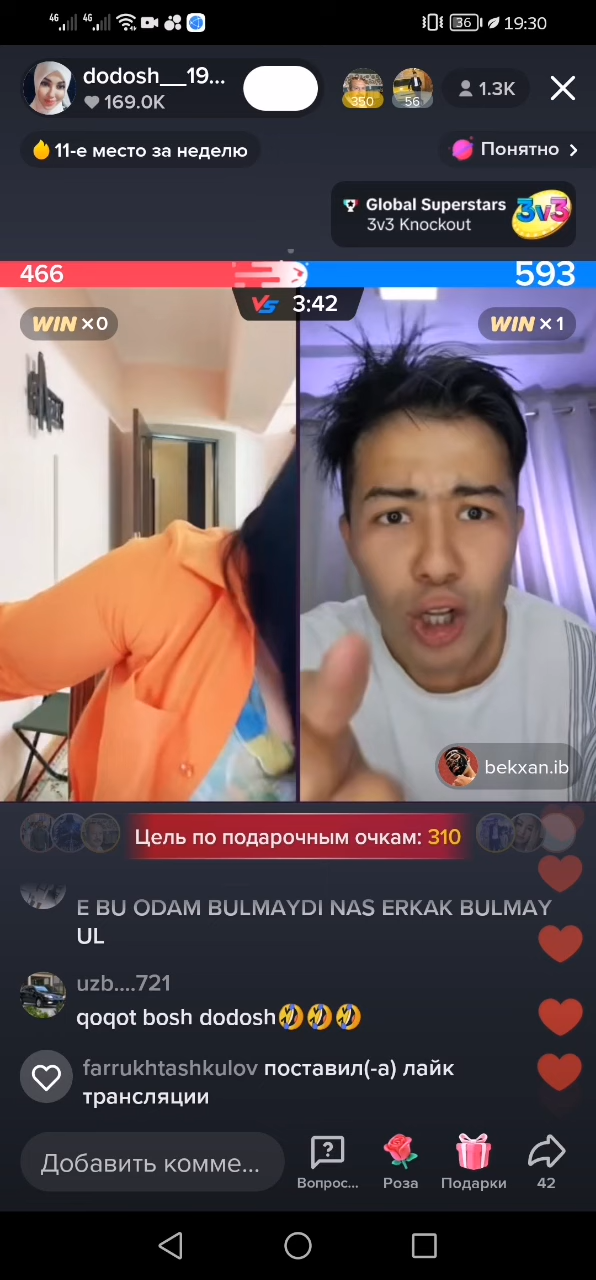 4G 4G 36 19:30
dodosh__19...
169.0K
350
56
1.3K
11-е место за неделю
Понятно
Global Superstars
3v3 Knockout
3v3
466
593
VS 3:42
WIN ×0
WIN ×1
bekxan.ib
Цель по подарочным очкам: 310
E BU ODAM BULMAYDI NAS ERKAK BULMAY
UL
uzb....721
qoqot bosh dodosh🤣🤣🤣
farrukhtashkulov поставил(-а) лайк
трансляции
Добавить комме...
Вопрос...
Роза
Подарки
42